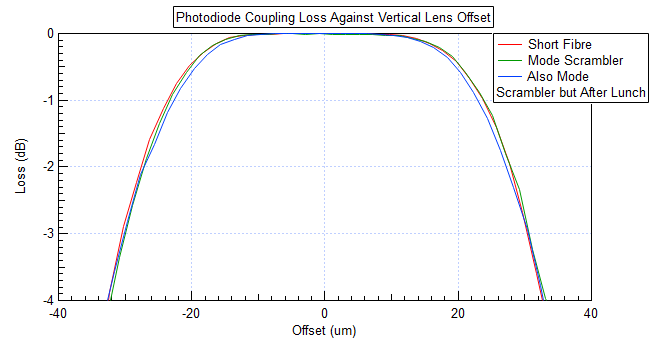 Photodiode Coupling Loss Against Vertical Lens Offset
0
-1
-2
-3
-4
Loss (dB)
-40
-20
0
20
40
Offset (um)
Short Fibre
Mode Scrambler
Also Mode
Scrambler but After Lunch